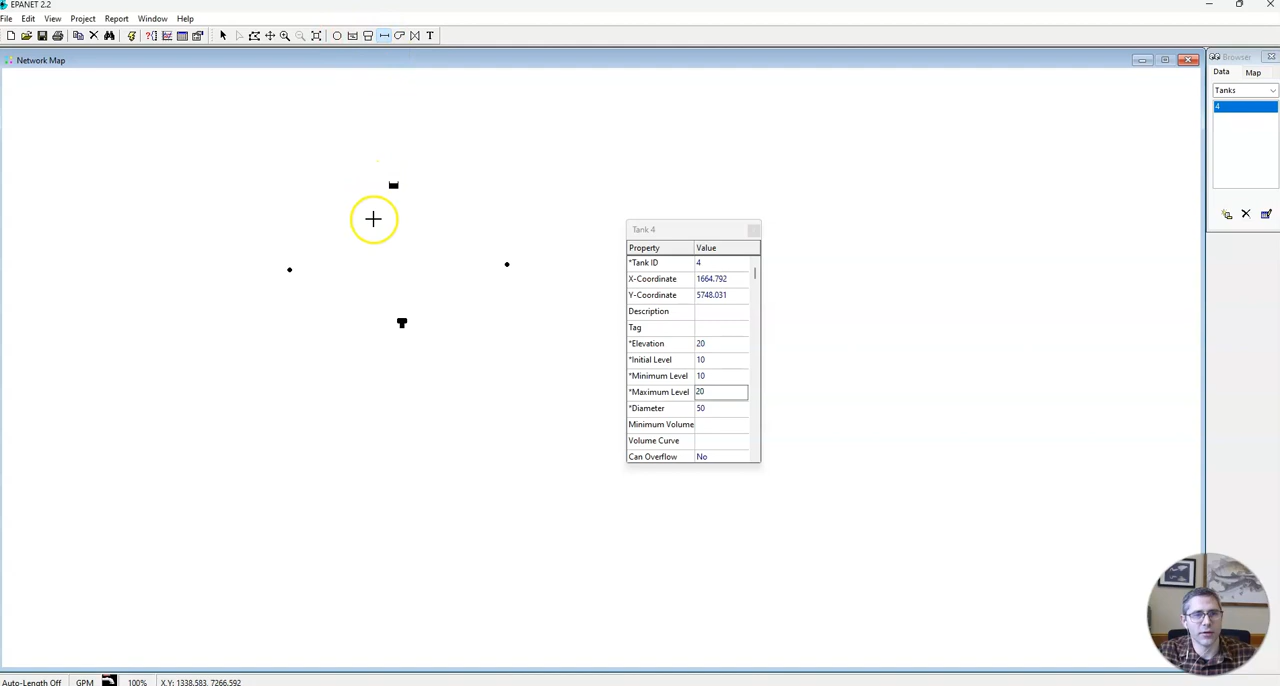 EPANET 2.2
File Edit View Project Report Window Help
T
Network Map
Browser
Data Map
Tanks
4
Tank 4
Property Value
*Tank ID 4
X-Coordinate 1664.792
Y-Coordinate 5748.031
Description
Tag
*Elevation 20
*Initial Level 10
*Minimum Level 10
*Maximum Level 20
*Diameter 50
Minimum Volume
Volume Curve
Can Overflow No
Auto-Length Off GPM 100% X,Y: 1338.583, 7266.592